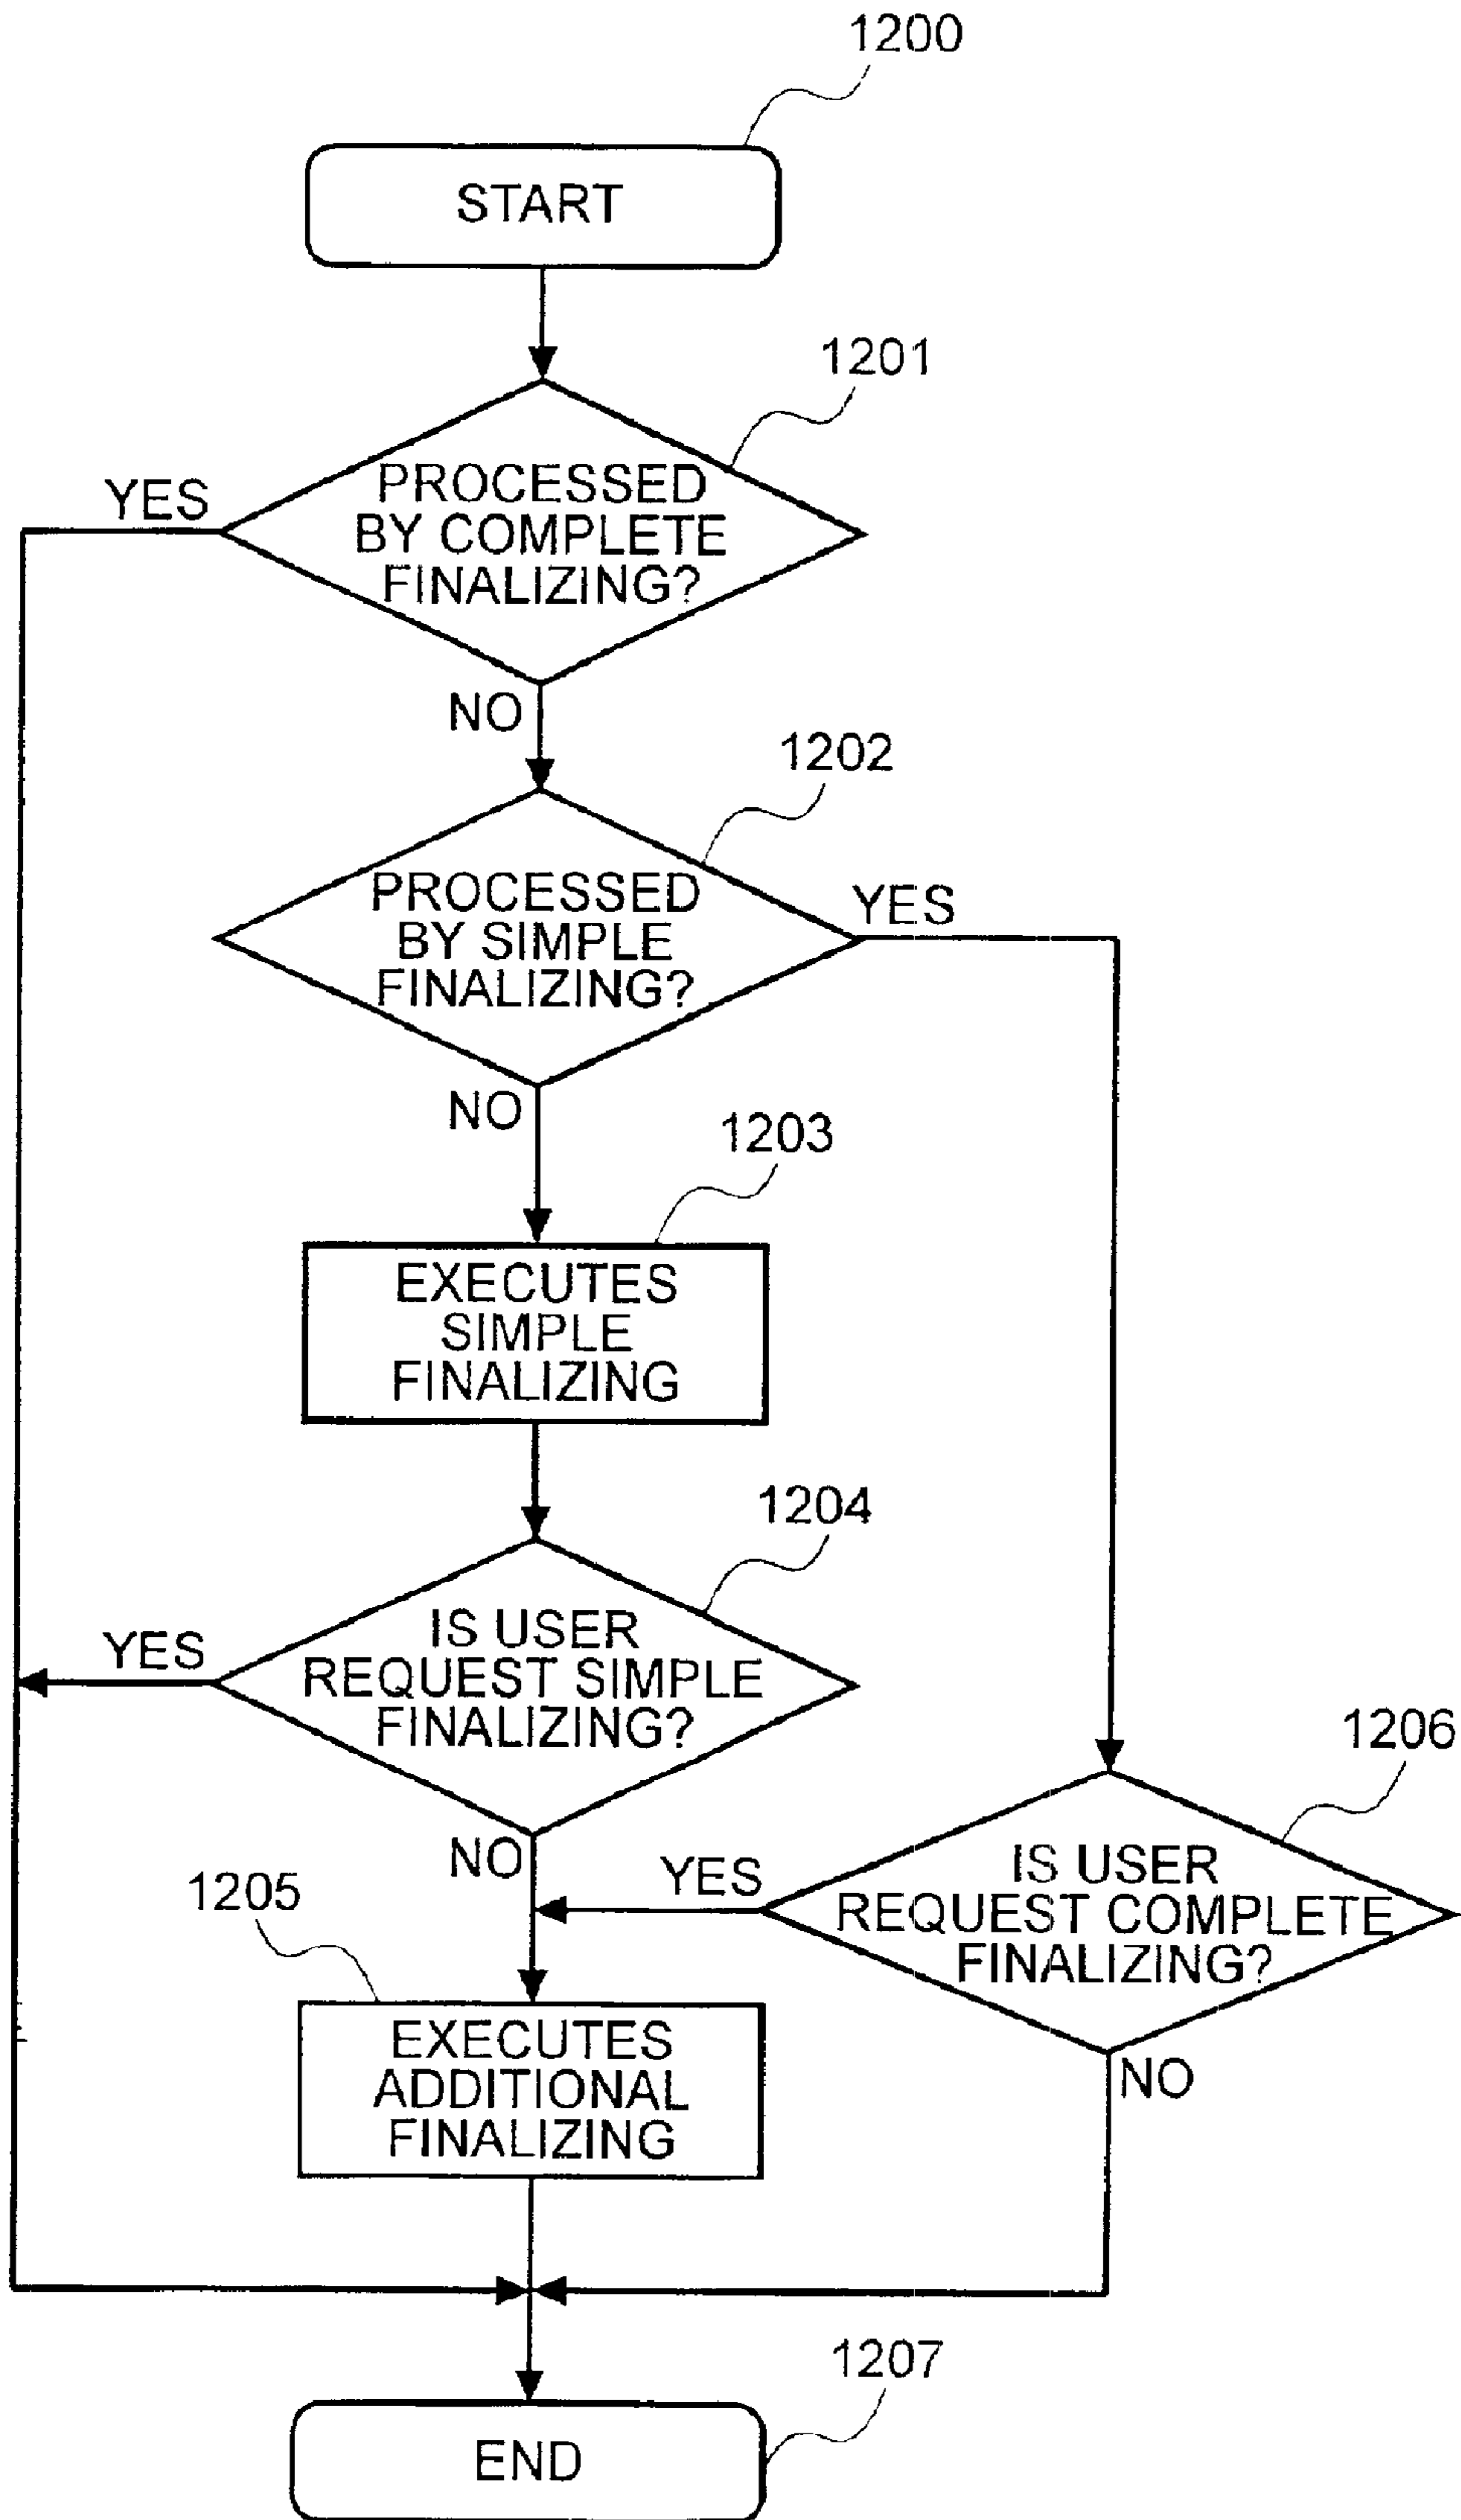 1200
START
1201
YES
PROCESSED
BY COMPLETE
FINALIZING?
NO
1202
PROCESSED
BY SIMPLE
FINALIZING?
YES
NO
1203
EXECUTES
SIMPLE
FINALIZING
1204
YES
IS USER
REQUEST SIMPLE
FINALIZING?
NO
1206
YES
IS USER
REQUEST COMPLETE
FINALIZING?
NO
1205
EXECUTES
ADDITIONAL
FINALIZING
1207
END